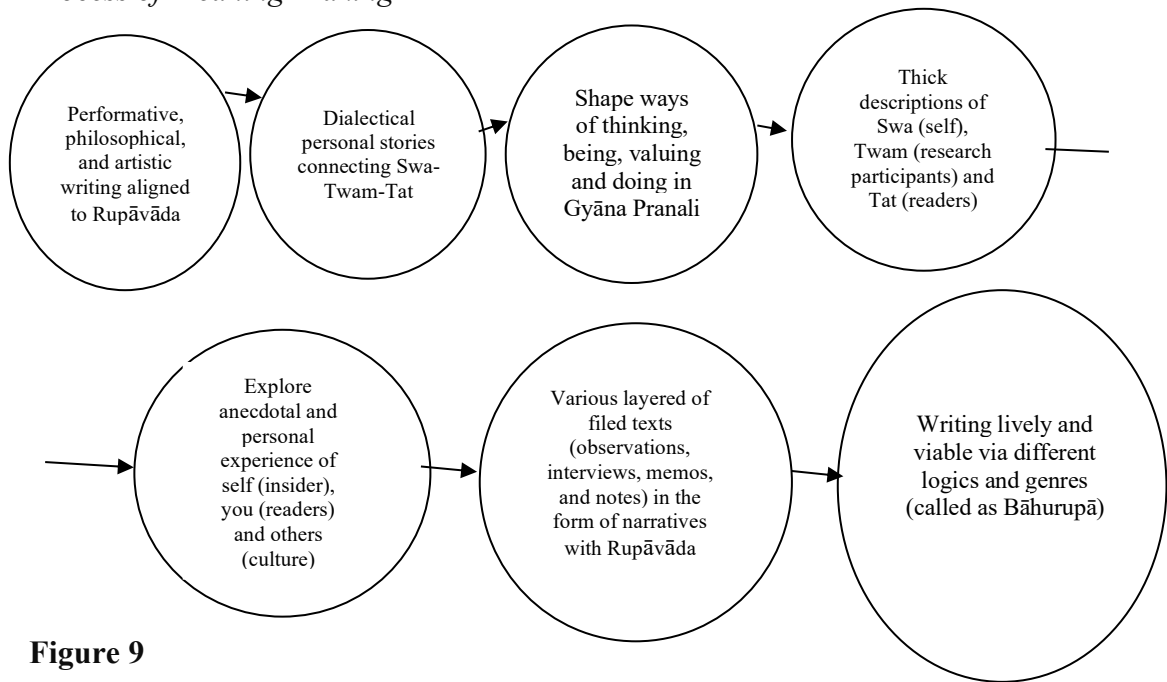 Performative,
philosophical,
and artistic
writing aligned
to Rupāvāda
Dialectical
personal stories
connecting Swa-
Twam-Tat
Shape ways
of thinking,
being, valuing
and doing in
Gyāna Pranali
Thick
descriptions of
Swa (self),
Twam (research
participants) and
Tat (readers)
Explore
anecdotal and
personal
experience of
self (insider),
you (readers)
and others
(culture)
Various layered of
filed texts
(observations,
interviews, memos,
and notes) in the
form of narratives
with Rupāvāda
Writing lively and
viable via different
logics and genres
(called as Bāhurupā)
Figure 9